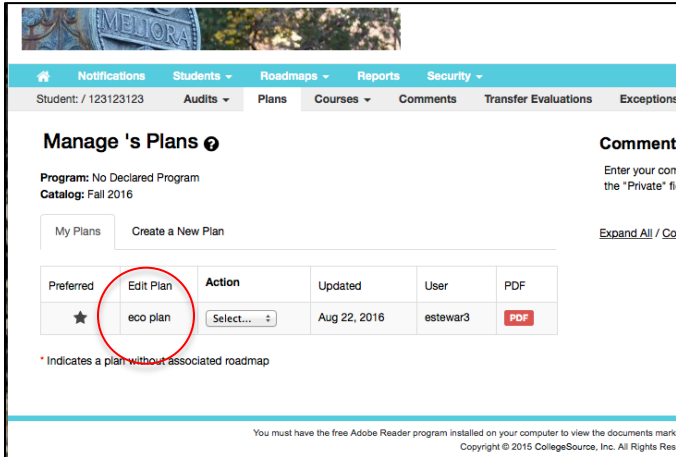 MELIORA
Notifications Students Roadmaps Reports Security
Student: / 123123123 Audits Plans Courses Comments Transfer Evaluations Exceptions
Manage 's Plans ?
Comment
Program: No Declared Program
Enter your com
Catalog: Fall 2016
the "Private" fi
My Plans Create a New Plan
Expand All / Co
Preferred Edit Plan Action Updated User PDF
eco plan Select... Aug 22, 2016 estewar3 PDF
* Indicates a plan without associated roadmap
You must have the free Adobe Reader program installed on your computer to view the documents mark
Copyright © 2015 CollegeSource, Inc. All Rights Res